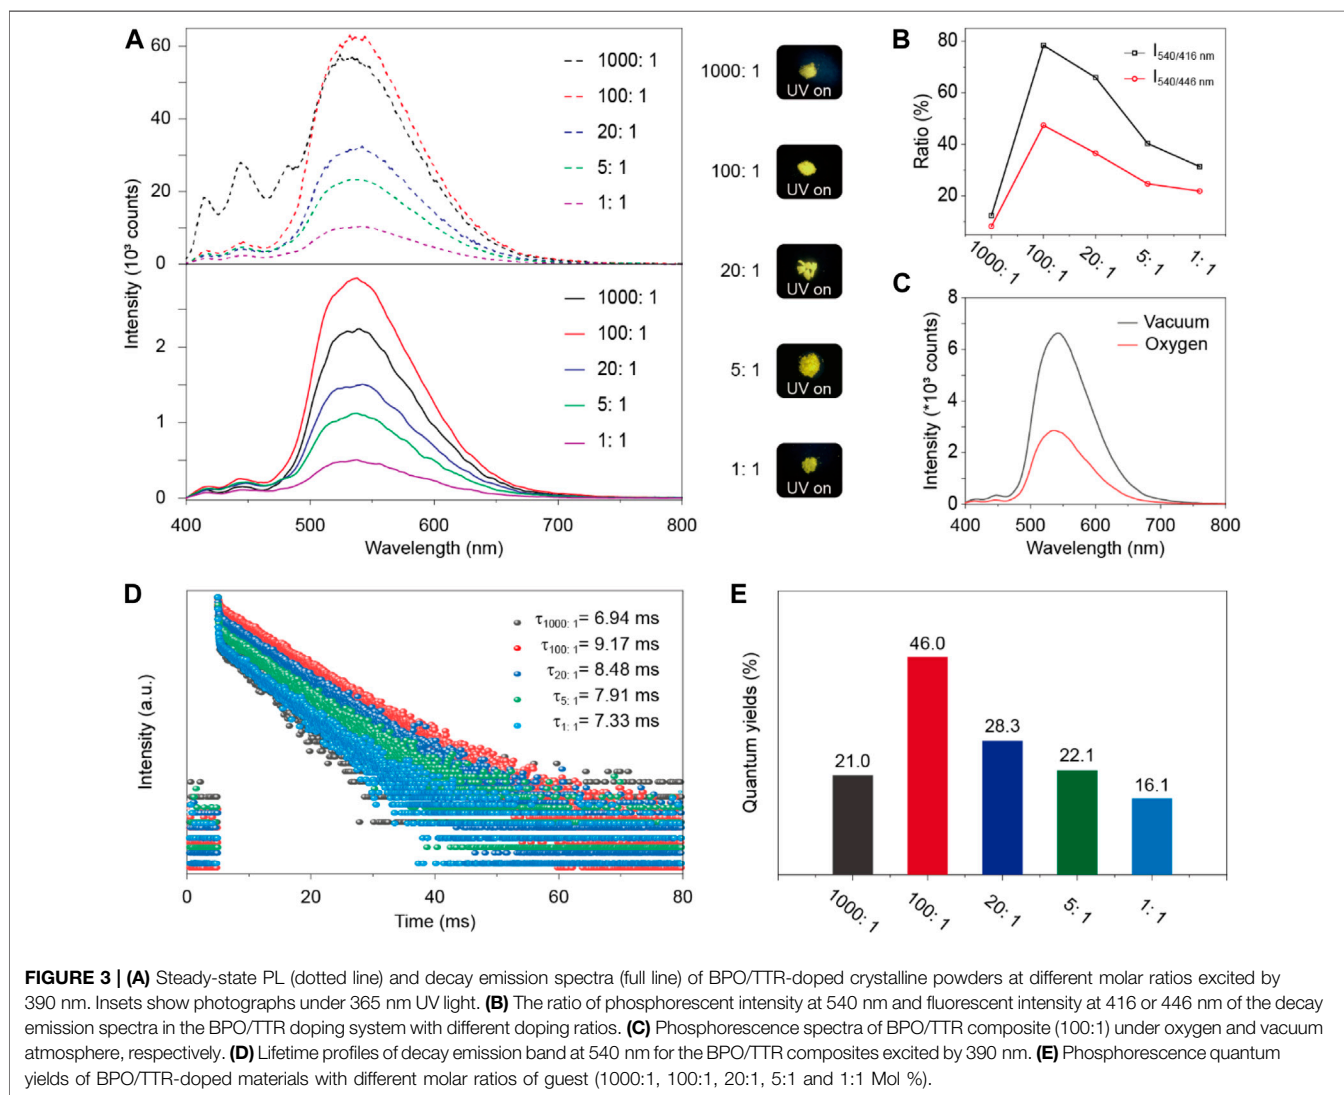 A
60
40
20
0
2
1
0
Intensity (10³ counts)
1000: 1
100: 1
20: 1
5: 1
1: 1
1000: 1
100: 1
20: 1
5: 1
1: 1
400 500 600 700 800
Wavelength (nm)
1000: 1
UV on
100: 1
UV on
20: 1
UV on
5: 1
UV on
1: 1
UV on
B
80
60
40
20
Ratio (%)
I540/416 nm
I540/446 nm
1000: 1 100: 1 20: 1 5: 1 1: 1
C
8
6
4
2
0
Intensity (*10³ counts)
Vacuum
Oxygen
400 500 600 700 800
Wavelength (nm)
D
Intensity (a.u.)
τ1000: 1= 6.94 ms
τ100: 1= 9.17 ms
τ20: 1= 8.48 ms
τ5: 1= 7.91 ms
τ1: 1= 7.33 ms
0 20 40 60 80
Time (ms)
E
Quantum yields (%)
21.0
46.0
28.3
22.1
16.1
1000: 1 100: 1 20: 1 5: 1 1: 1
FIGURE 3 | (A) Steady-state PL (dotted line) and decay emission spectra (full line) of BPO/TTR-doped crystalline powders at different molar ratios excited by
390 nm. Insets show photographs under 365 nm UV light. (B) The ratio of phosphorescent intensity at 540 nm and fluorescent intensity at 416 or 446 nm of the decay
emission spectra in the BPO/TTR doping system with different doping ratios. (C) Phosphorescence spectra of BPO/TTR composite (100:1) under oxygen and vacuum
atmosphere, respectively. (D) Lifetime profiles of decay emission band at 540 nm for the BPO/TTR composites excited by 390 nm. (E) Phosphorescence quantum
yields of BPO/TTR-doped materials with different molar ratios of guest (1000:1, 100:1, 20:1, 5:1 and 1:1 Mol %).